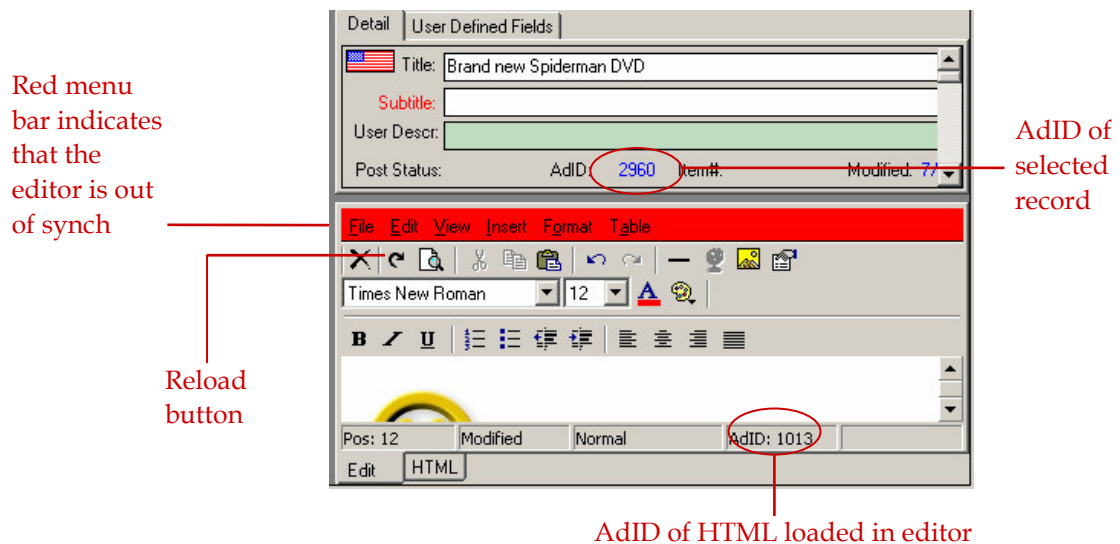 Detail User Defined Fields
Title: Brand new Spiderman DVD
Subtitle:
User Descr:
Post Status: AdID: 2960 Item#: Modified: 7/
Red menu
bar indicates
that the
editor is out
of synch
AdID of
selected
record
File Edit View Insert Format Table
Times New Roman 12 A
B I U
Reload
button
Pos: 12 Modified Normal AdID: 1013
Edit HTML
AdID of HTML loaded in editor